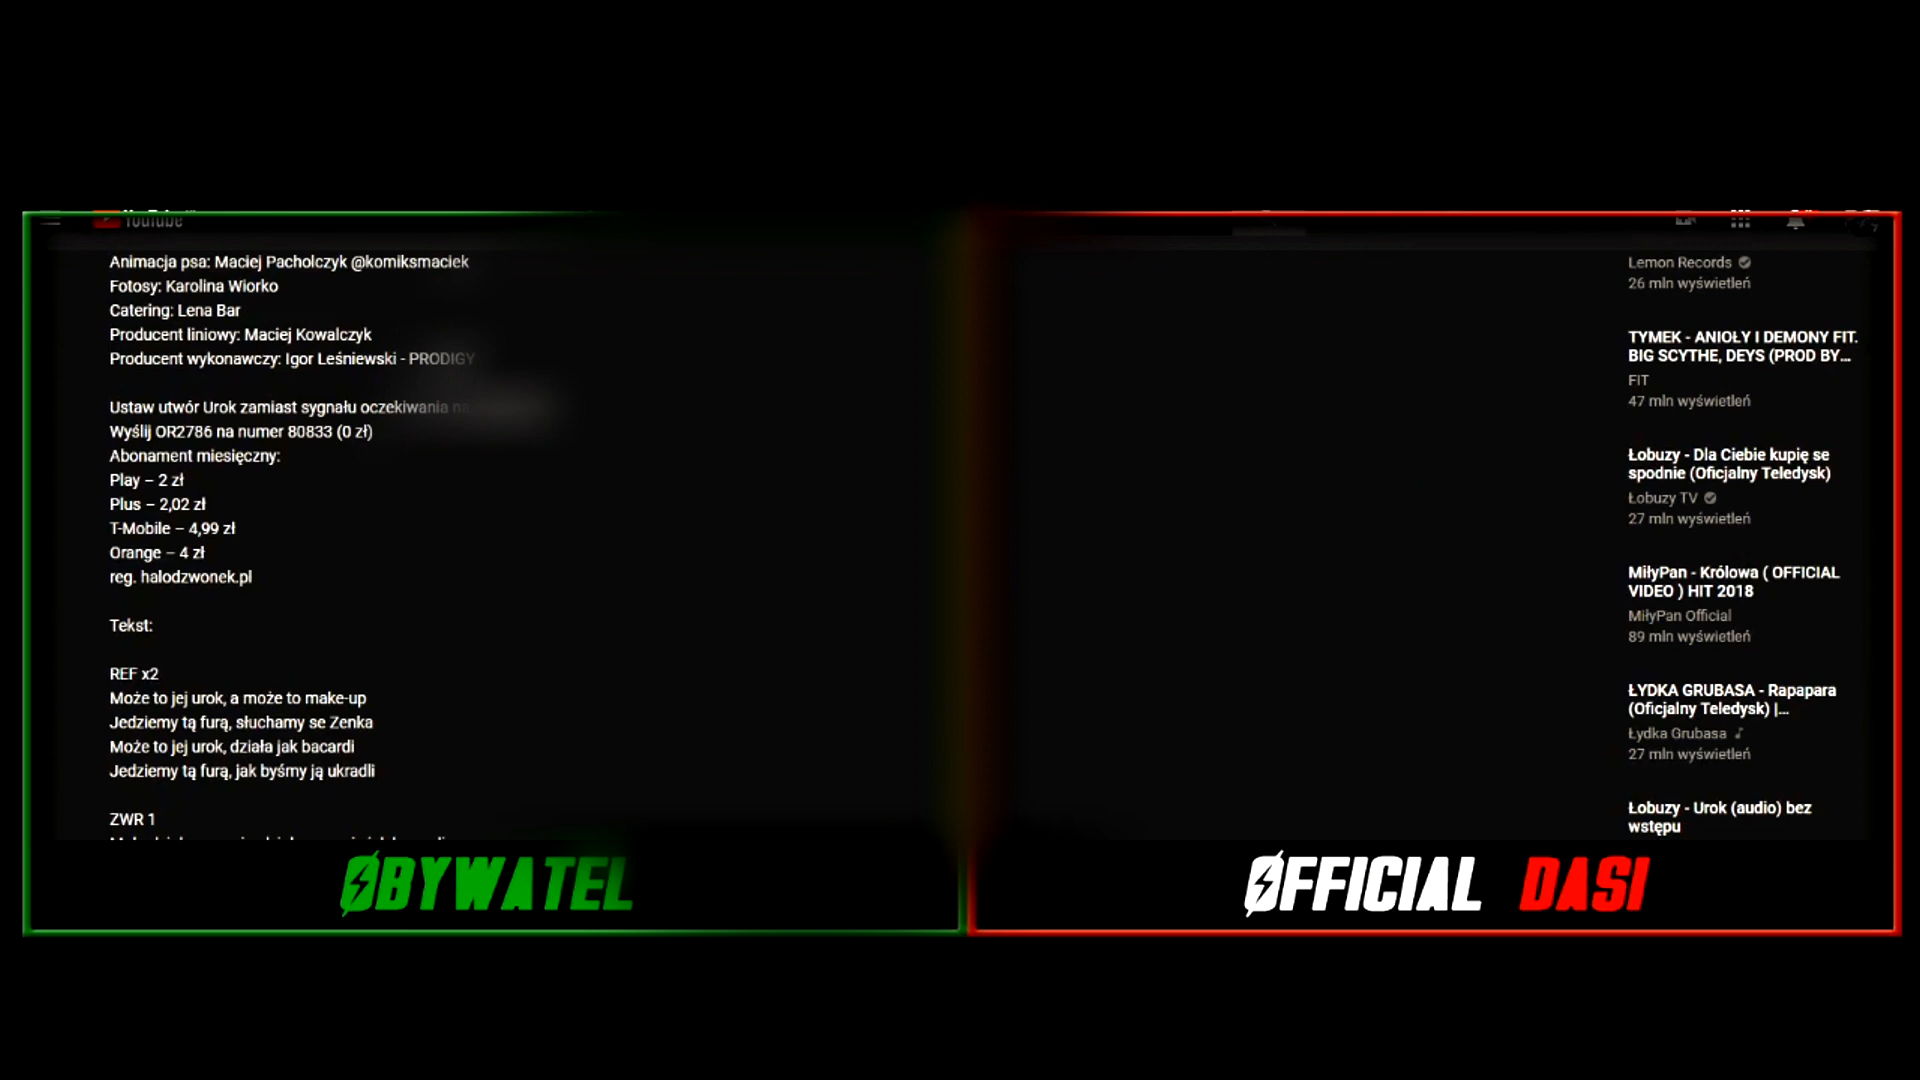 YouTube
Animacja psa: Maciej Pacholczyk @komiksmaciek
Fotosy: Karolina Wiorko
Catering: Lena Bar
Producent liniowy: Maciej Kowalczyk
Producent wykonawczy: Igor Leśniewski - PRODIGY
Ustaw utwór Urok zamiast sygnału oczekiwania na
Wyślij OR2786 na numer 80833 (0 zł)
Abonament miesięczny:
Play – 2 zł
Plus – 2,02 zł
T-Mobile – 4,99 zł
Orange – 4 zł
reg. halodzwonek.pl
Tekst:
REF x2
Może to jej urok, a może to make-up
Jedziemy tą furą, słuchamy se Zenka
Może to jej urok, działa jak bacardi
Jedziemy tą furą, jak byśmy ją ukradli
ZWR 1
ØBYWATEL
Lemon Records
26 mln wyświetleń
TYMEK - ANIOŁY I DEMONY FIT.
BIG SCYTHE, DEYS (PROD BY...
FIT
47 mln wyświetleń
Łobuzy - Dla Ciebie kupię se
spodnie (Oficjalny Teledysk)
Łobuzy TV
27 mln wyświetleń
MiłyPan - Królowa ( OFFICIAL
VIDEO ) HIT 2018
MiłyPan Official
89 mln wyświetleń
ŁYDKA GRUBASA - Rapapara
(Oficjalny Teledysk) |...
Łydka Grubasa
27 mln wyświetleń
Łobuzy - Urok (audio) bez
wstępu
ØFFICIAL DASI